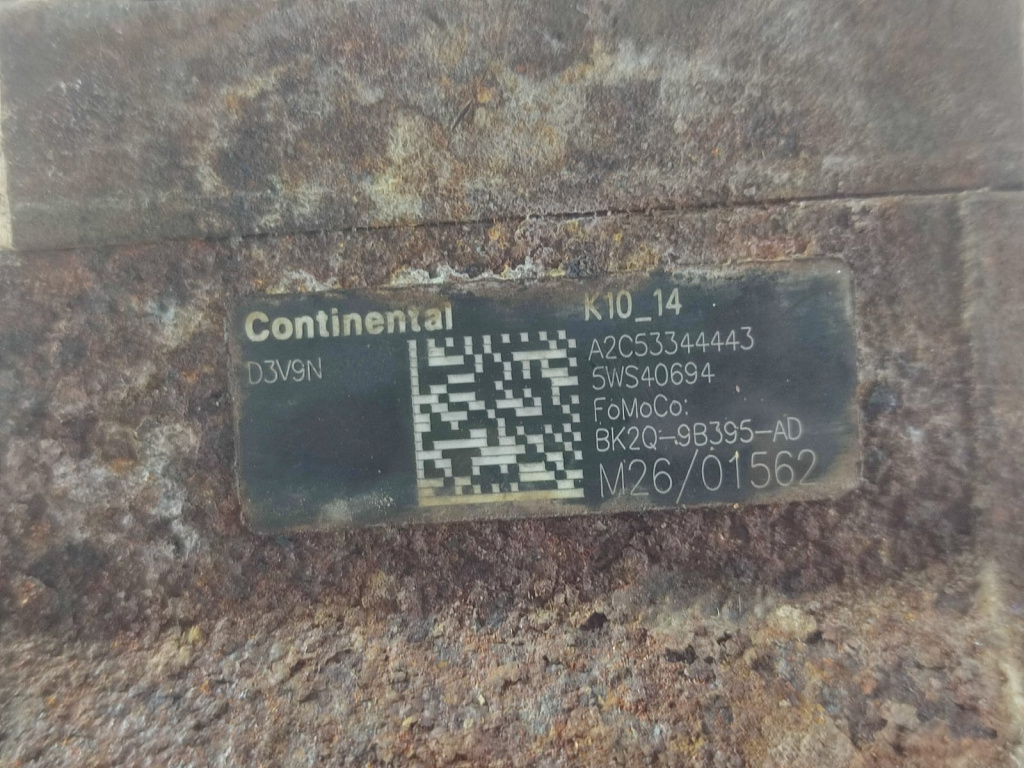 Continental
K10_14
D3V9N
A2C53344443
5WS40694
FoMoCo:
BK2Q-9B395-AD
M26/01562